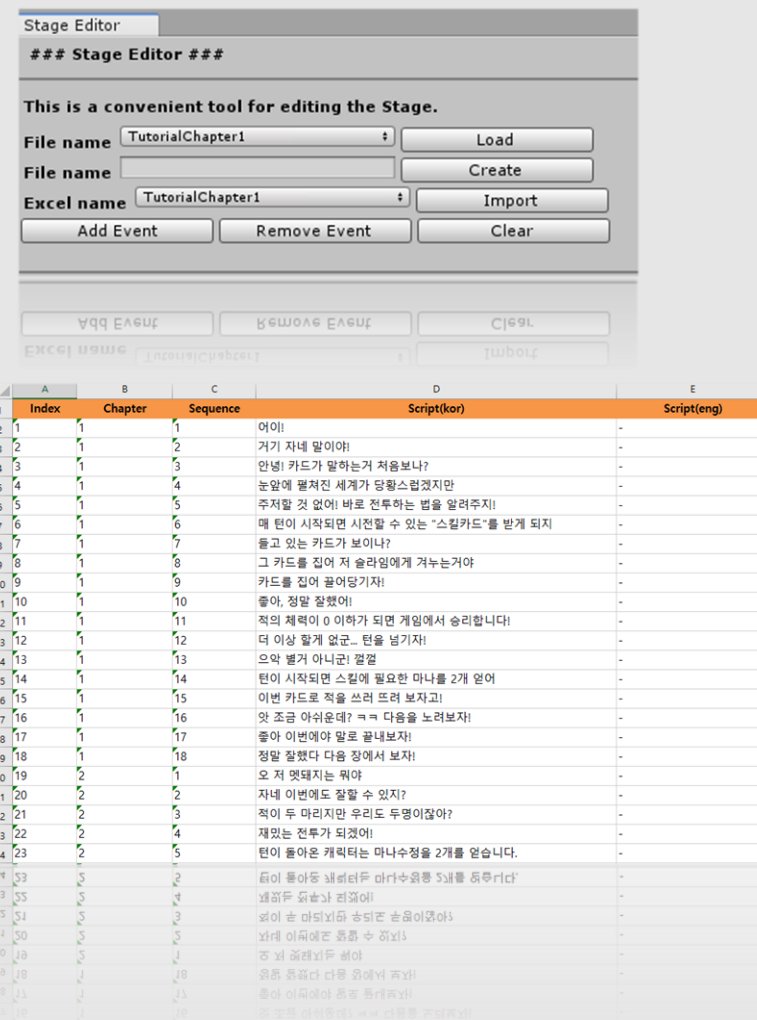 Stage Editor
### Stage Editor ###
This is a convenient tool for editing the Stage.
File name TutorialChapter1 Load
File name Create
Excel name TutorialChapter1 Import
Add Event Remove Event Clear
A B C D E
Index Chapter Sequence Script(kor) Script(eng)
1 1 1 어이! -
2 1 2 거기 자네 말이야! -
3 1 3 안녕! 카드가 말하는거 처음보나? -
4 1 4 눈앞에 펼쳐진 세계가 당황스럽겠지만 -
5 1 5 주저할 것 없어! 바로 전투하는 법을 알려주지! -
6 1 6 매 턴이 시작되면 시전할 수 있는 "스킬카드"를 받게 되지 -
7 1 7 들고 있는 카드가 보이나? -
8 1 8 그 카드를 집어 저 슬라임에게 겨누는거야 -
9 1 9 카드를 집어 끌어당기자! -
10 1 10 좋아, 정말 잘했어! -
11 1 11 적의 체력이 0 이하가 되면 게임에서 승리합니다! -
12 1 12 더 이상 할게 없군... 턴을 넘기자! -
13 1 13 으악 별거 아니군! 껄껄 -
14 1 14 턴이 시작되면 스킬에 필요한 마나를 2개 얻어 -
15 1 15 이번 카드로 적을 쓰러 뜨려 보자고! -
16 1 16 앗 조금 아쉬운데? ㅋㅋ 다음을 노려보자! -
17 1 17 좋아 이번에야 말로 끝내보자! -
18 1 18 정말 잘했다 다음 장에서 보자! -
19 2 1 오 저 멧돼지는 뭐야 -
20 2 2 자네 이번에도 잘할 수 있지? -
21 2 3 적이 두 마리지만 우리도 두명이잖아? -
22 2 4 재밌는 전투가 되겠어! -
23 2 5 턴이 돌아온 캐릭터는 마나수정을 2개를 얻습니다. -